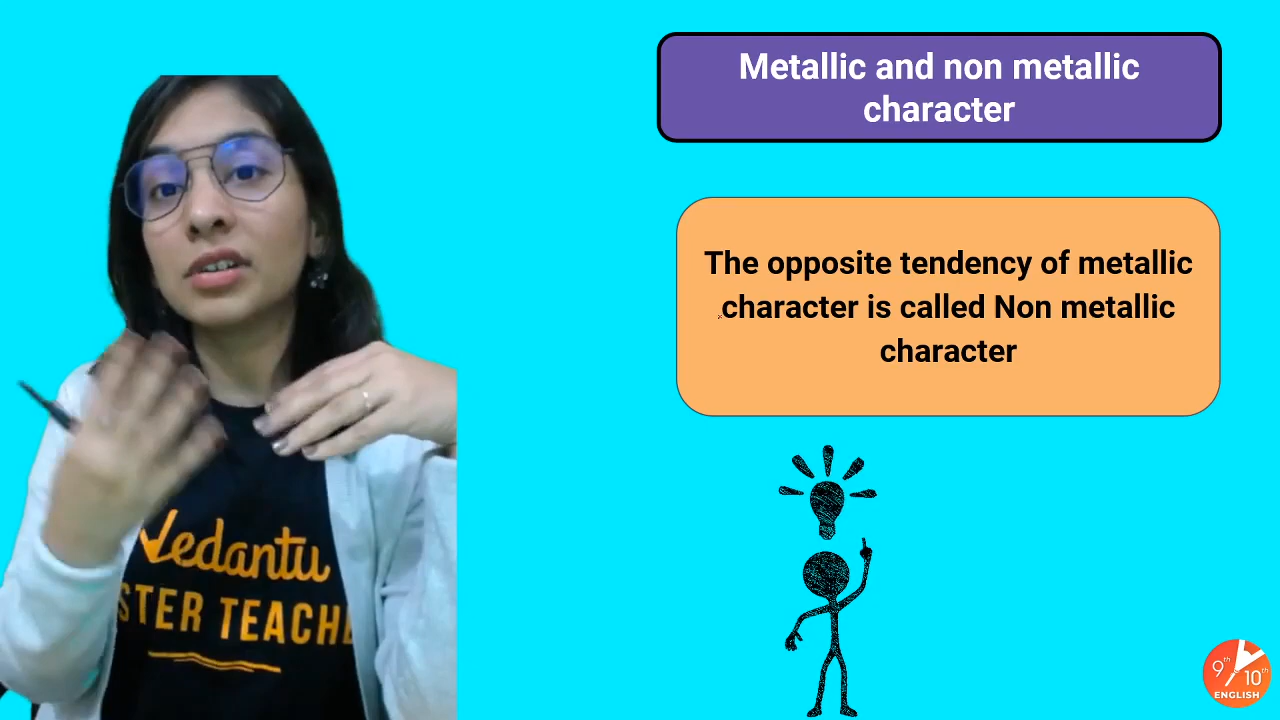 Metallic and non metallic
character
The opposite tendency of metallic
character is called Non metallic
character
Vedantu
STER TEACHE
9th
10th
ENGLISH